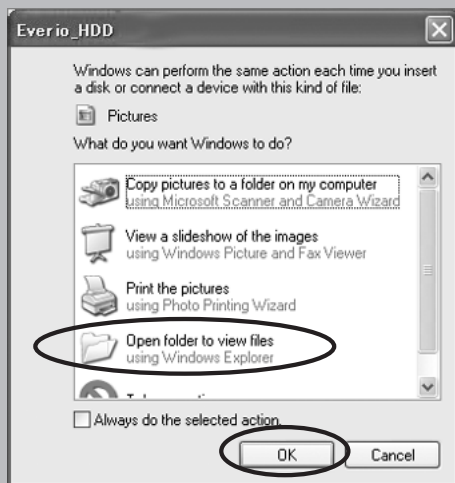 Everio_HDD
Windows can perform the same action each time you insert
a disk or connect a device with this kind of file:
Pictures
What do you want Windows to do?
Copy pictures to a folder on my computer
using Microsoft Scanner and Camera Wizard
View a slideshow of the images
using Windows Picture and Fax Viewer
Print the pictures
using Photo Printing Wizard
Open folder to view files
using Windows Explorer
Always do the selected action.
OK
Cancel